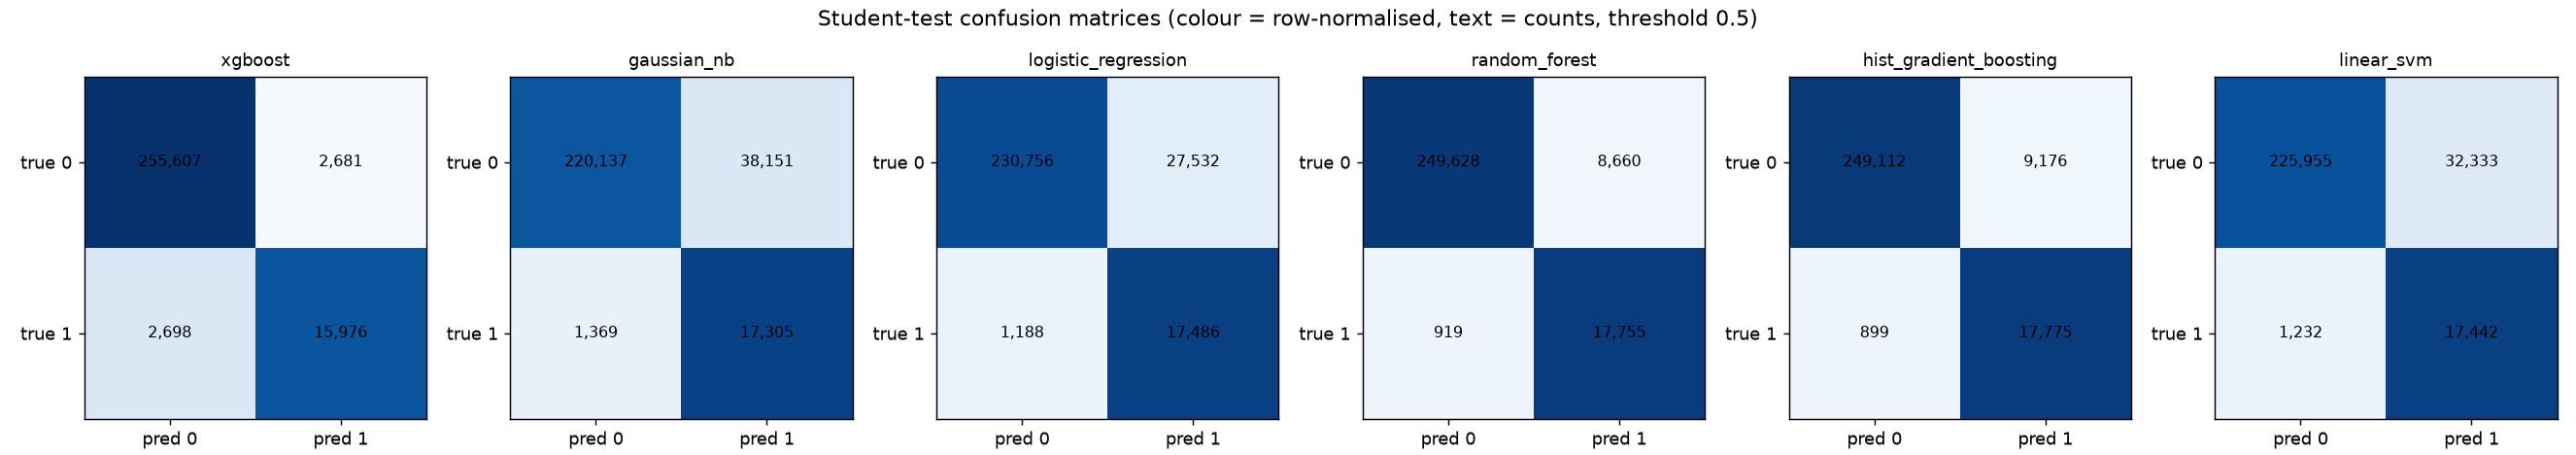 Student-test confusion matrices (colour = row-normalised, text = counts, threshold 0.5)
xgboost
true 0 255,607 2,681
true 1 2,698 15,976
pred 0 pred 1
gaussian_nb
true 0 220,137 38,151
true 1 1,369 17,305
pred 0 pred 1
logistic_regression
true 0 230,756 27,532
true 1 1,188 17,486
pred 0 pred 1
random_forest
true 0 249,628 8,660
true 1 919 17,755
pred 0 pred 1
hist_gradient_boosting
true 0 249,112 9,176
true 1 899 17,775
pred 0 pred 1
linear_svm
true 0 225,955 32,333
true 1 1,232 17,442
pred 0 pred 1